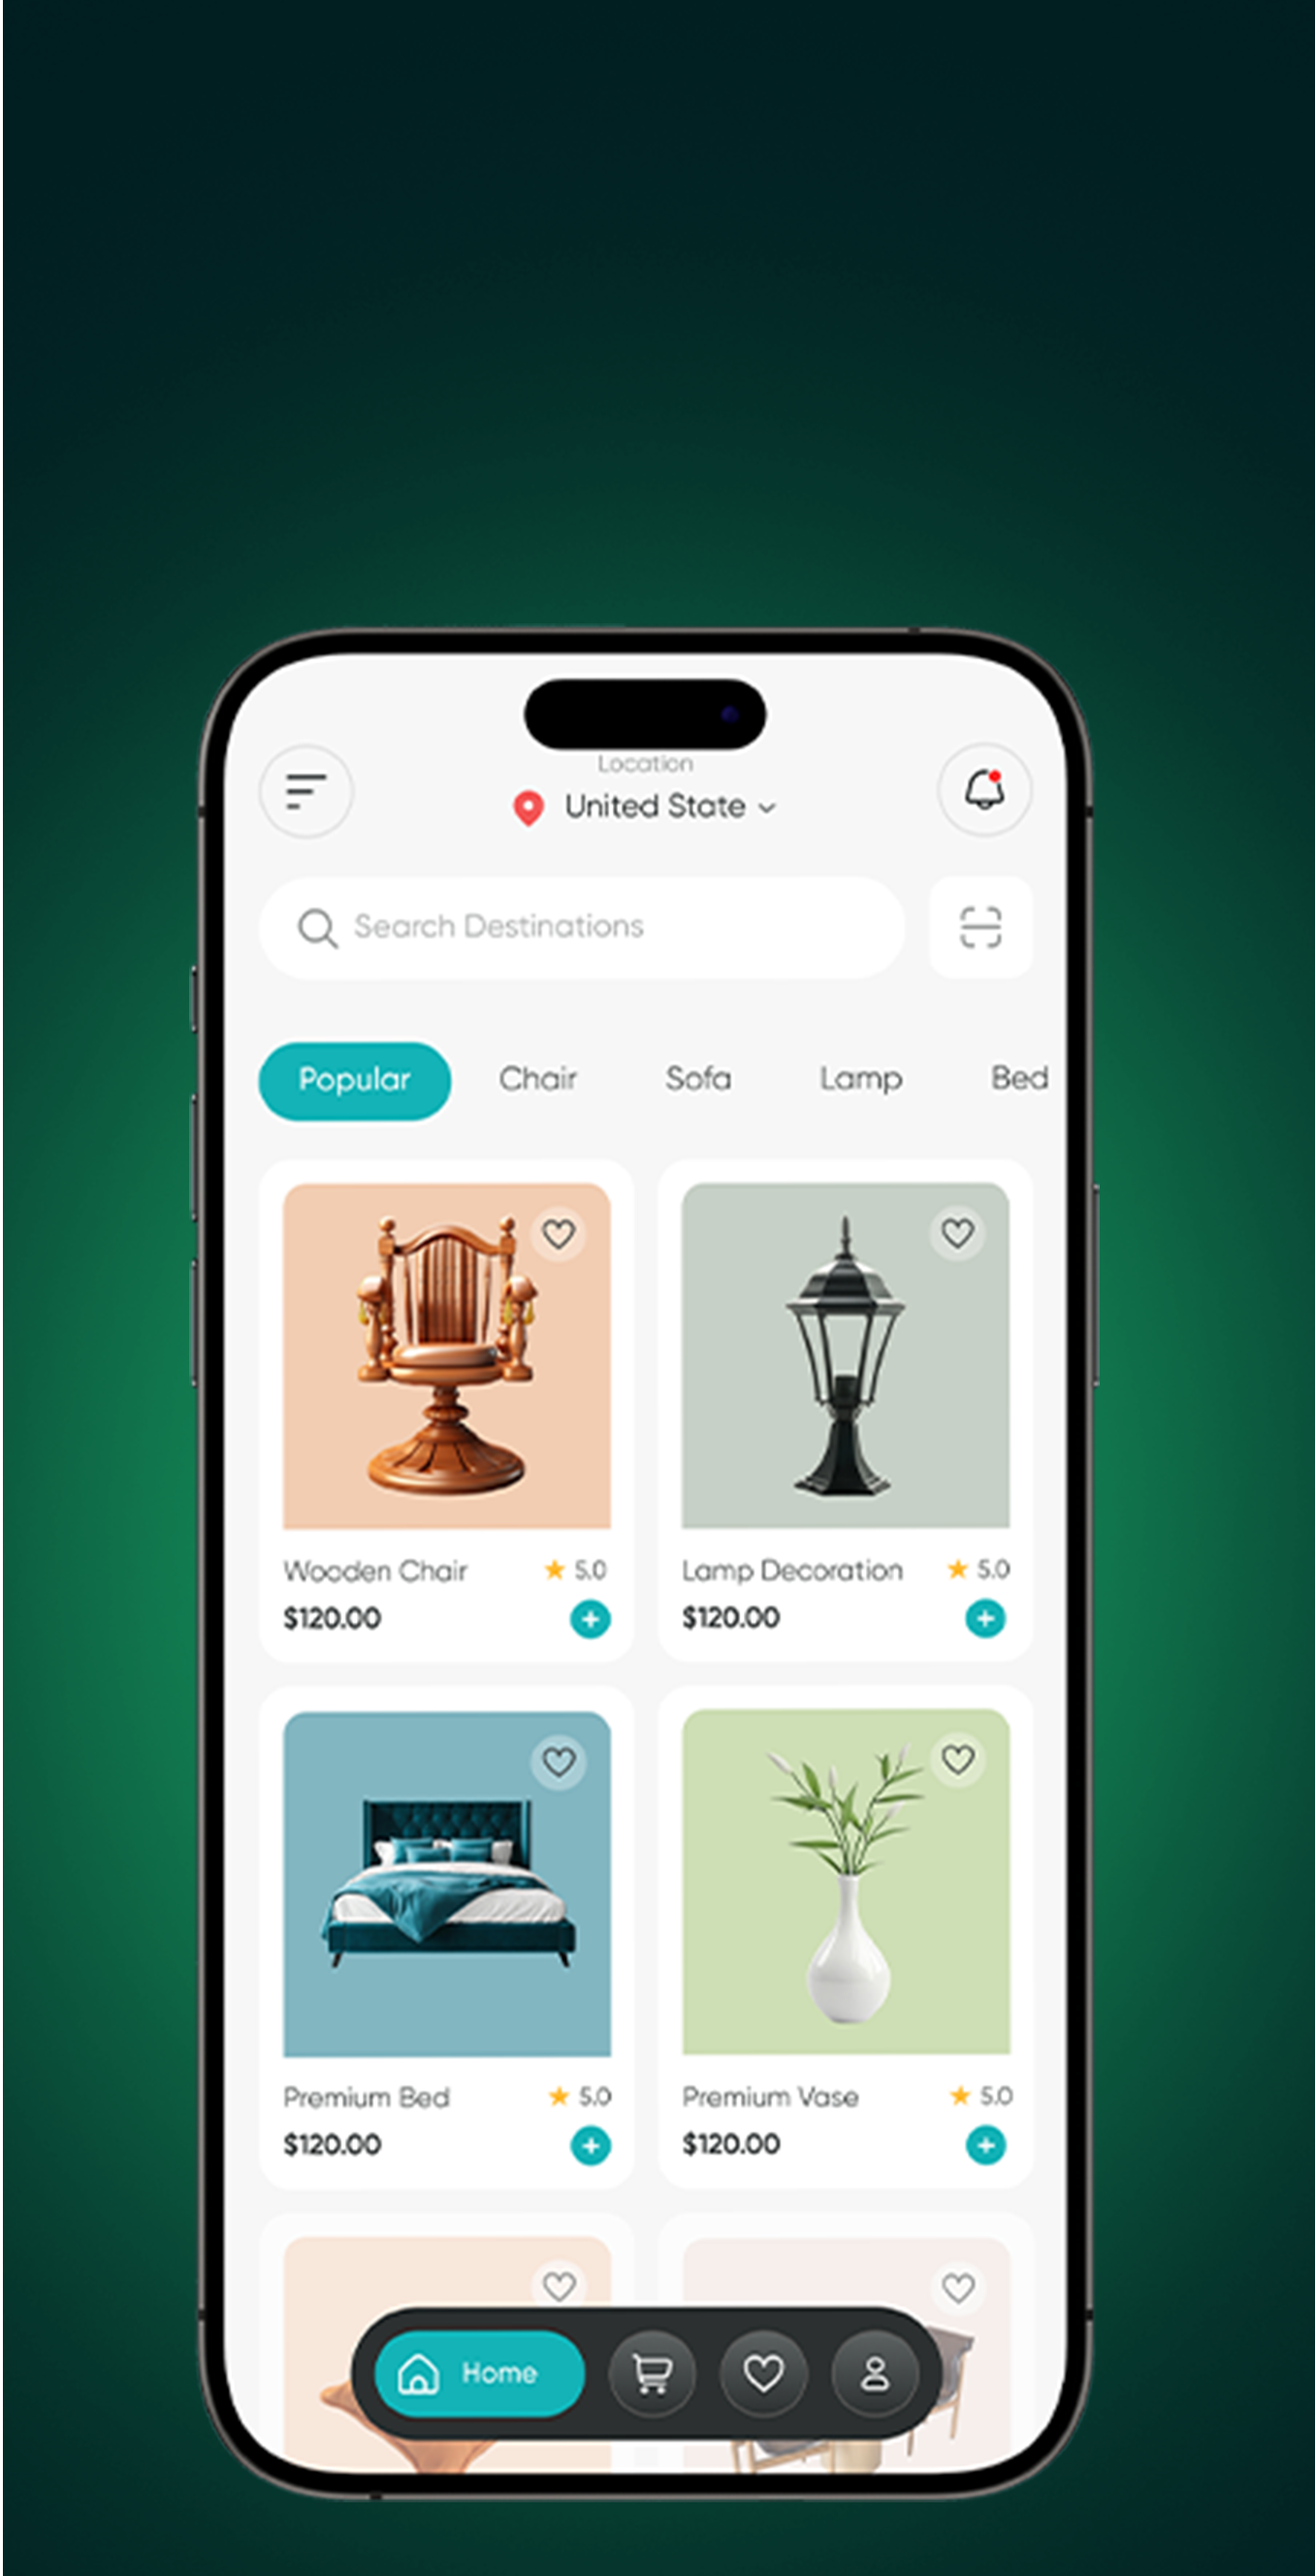 Location
United State
Search Destinations
Popular Chair Sofa Lamp Bed
Wooden Chair 5.0
$120.00
Lamp Decoration 5.0
$120.00
Premium Bed 5.0
$120.00
Premium Vase 5.0
$120.00
Home